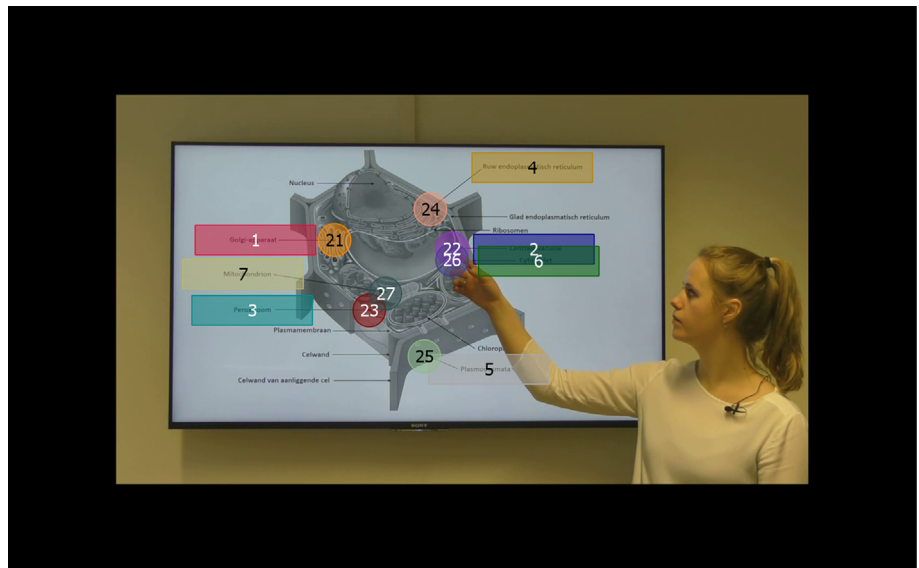 4
Ruw endoplasmatisch reticulum
Nucleus
24
Glad endoplasmatisch reticulum
Ribosomen
Golgi-apparaat
1
21
22
2
26
6
7
Mitochondrion
27
3
23
Plasmamembraan
Celwand
25
5
Celwand van aanliggende cel
SONY